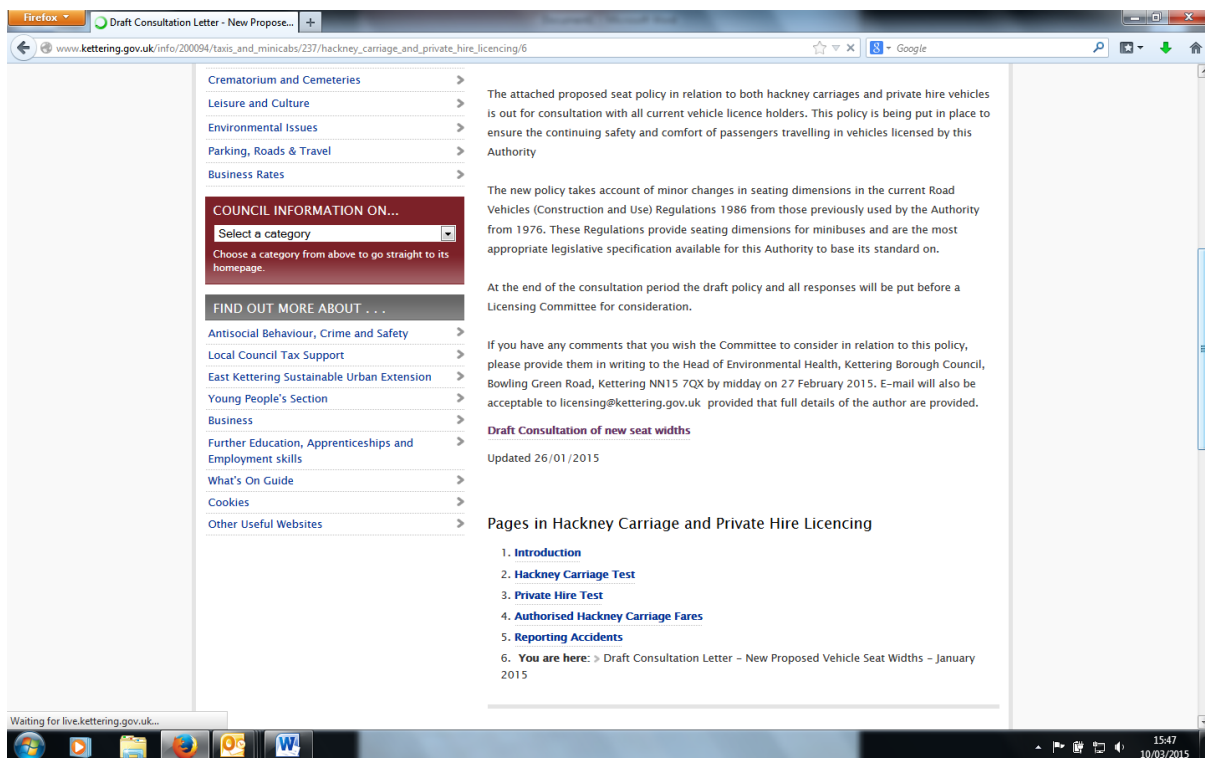 Firefox
Draft Consultation Letter - New Propose...
www.kettering.gov.uk/info/200094/taxis_and_minicabs/237/hackney_carriage_and_private_hire_licencing/6
Google
Crematorium and Cemeteries
Leisure and Culture
Environmental Issues
Parking, Roads & Travel
Business Rates
COUNCIL INFORMATION ON...
Select a category
Choose a category from above to go straight to its
homepage.
FIND OUT MORE ABOUT . . .
Antisocial Behaviour, Crime and Safety
Local Council Tax Support
East Kettering Sustainable Urban Extension
Young People's Section
Business
Further Education, Apprenticeships and
Employment skills
What's On Guide
Cookies
Other Useful Websites
The attached proposed seat policy in relation to both hackney carriages and private hire vehicles
is out for consultation with all current vehicle licence holders. This policy is being put in place to
ensure the continuing safety and comfort of passengers travelling in vehicles licensed by this
Authority
The new policy takes account of minor changes in seating dimensions in the current Road
Vehicles (Construction and Use) Regulations 1986 from those previously used by the Authority
from 1976. These Regulations provide seating dimensions for minibuses and are the most
appropriate legislative specification available for this Authority to base its standard on.
At the end of the consultation period the draft policy and all responses will be put before a
Licensing Committee for consideration.
If you have any comments that you wish the Committee to consider in relation to this policy,
please provide them in writing to the Head of Environmental Health, Kettering Borough Council,
Bowling Green Road, Kettering NN15 7QX by midday on 27 February 2015. E-mail will also be
acceptable to licensing@kettering.gov.uk provided that full details of the author are provided.
Draft Consultation of new seat widths
Updated 26/01/2015
Pages in Hackney Carriage and Private Hire Licencing
1. Introduction
2. Hackney Carriage Test
3. Private Hire Test
4. Authorised Hackney Carriage Fares
5. Reporting Accidents
6. You are here: > Draft Consultation Letter - New Proposed Vehicle Seat Widths - January
2015
Waiting for live.kettering.gov.uk...
15:47
10/03/2015